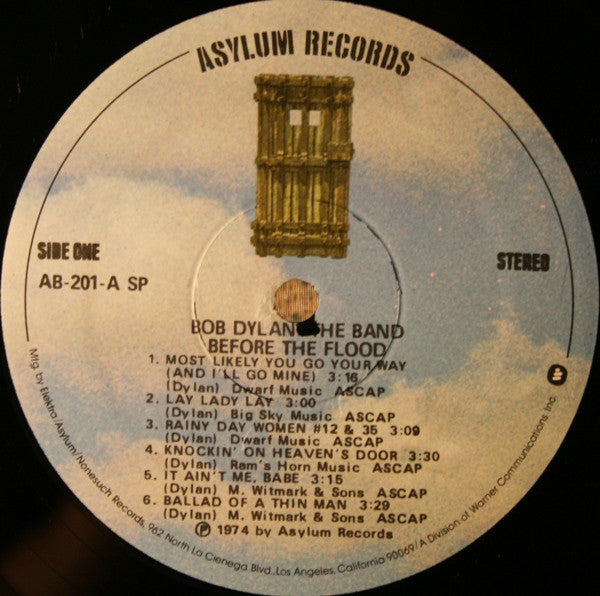 ASYLUM RECORDS
SIDE ONE
AB-201-A SP
STEREO
BOB DYLAN THE BAND
BEFORE THE FLOOD
1. MOST LIKELY YOU GO YOUR WAY
(AND I'LL GO MINE) 3:16
(Dylan) Dwarf Music ASCAP
2. LAY LADY LAY 3:00
(Dylan) Big Sky Music ASCAP
3. RAINY DAY WOMEN #12 & 35 3:09
(Dylan) Dwarf Music ASCAP
4. KNOCKIN' ON HEAVEN'S DOOR 3:30
(Dylan) Ram's Horn Music ASCAP
5. IT AIN'T ME, BABE 3:15
(Dylan) M. Witmark & Sons ASCAP
6. BALLAD OF A THIN MAN 3:29
(Dylan) M. Witmark & Sons ASCAP
℗ 1974 by Asylum Records
Mfg. by Elektra/Asylum/Nonesuch Records, 962 North La Cienega Blvd., Los Angeles, California 90069/A Division of Warner Communications, Inc.